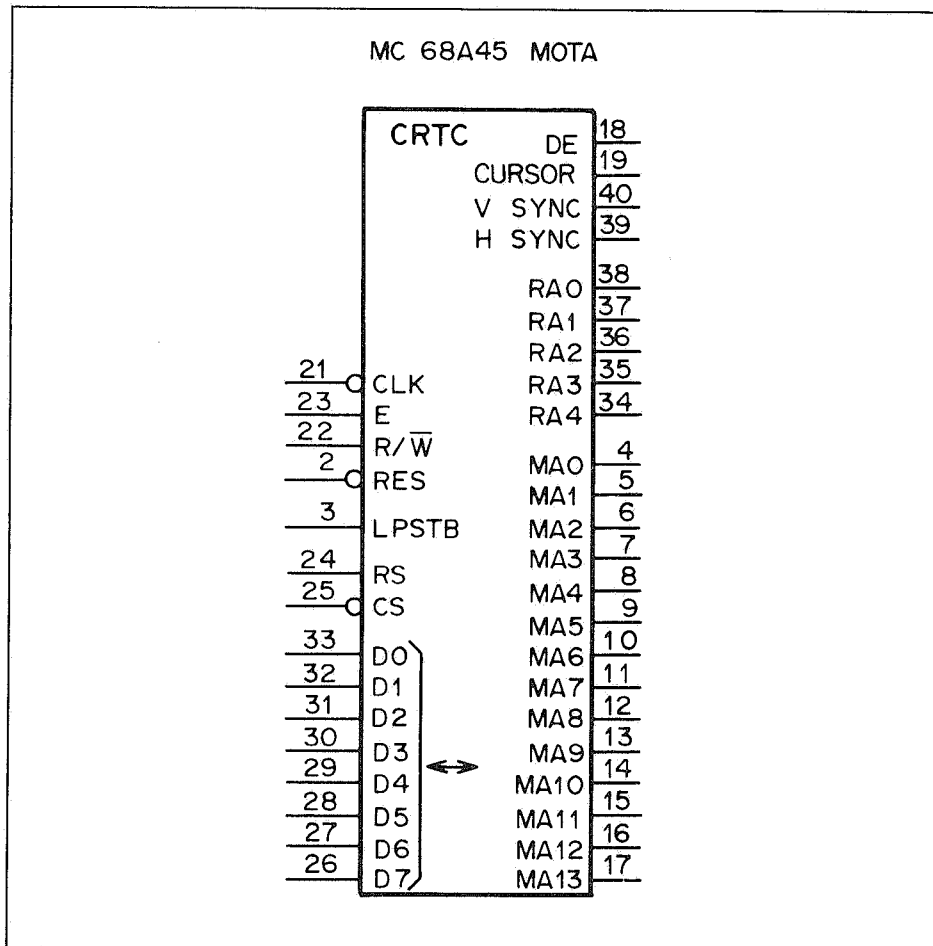 MC 68A45 MOTA
CRTC
DE 18
CURSOR 19
V SYNC 40
H SYNC 39
RA0 38
RA1 37
RA2 36
RA3 35
21 CLK
RA4 34
23 E
22 R/W̅
MA0 4
2 RES
MA1 5
3 LPSTB
MA2 6
MA3 7
24 RS
MA4 8
25 CS
MA5 9
33 D0
MA6 10
32 D1
MA7 11
31 D2
MA8 12
30 D3
MA9 13
29 D4
↔
MA10 14
28 D5
MA11 15
27 D6
MA12 16
26 D7
MA13 17